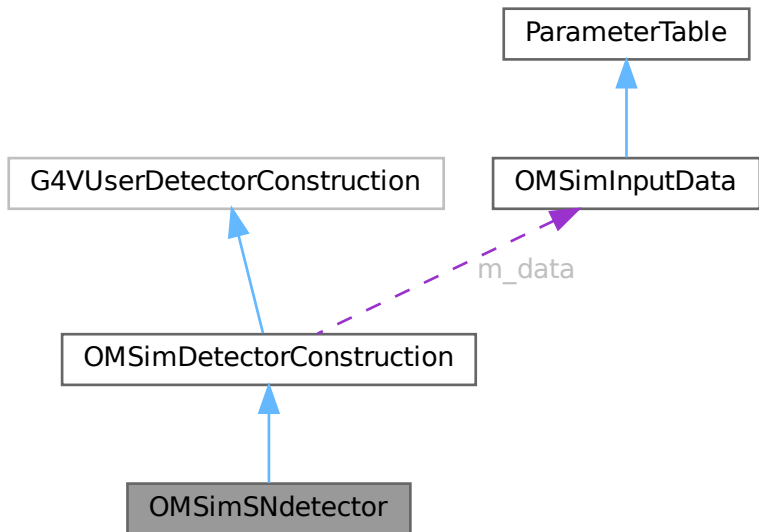 ParameterTable
G4VUserDetectorConstruction
OMSimInputData
m_data
OMSimDetectorConstruction
OMSimSNdetector